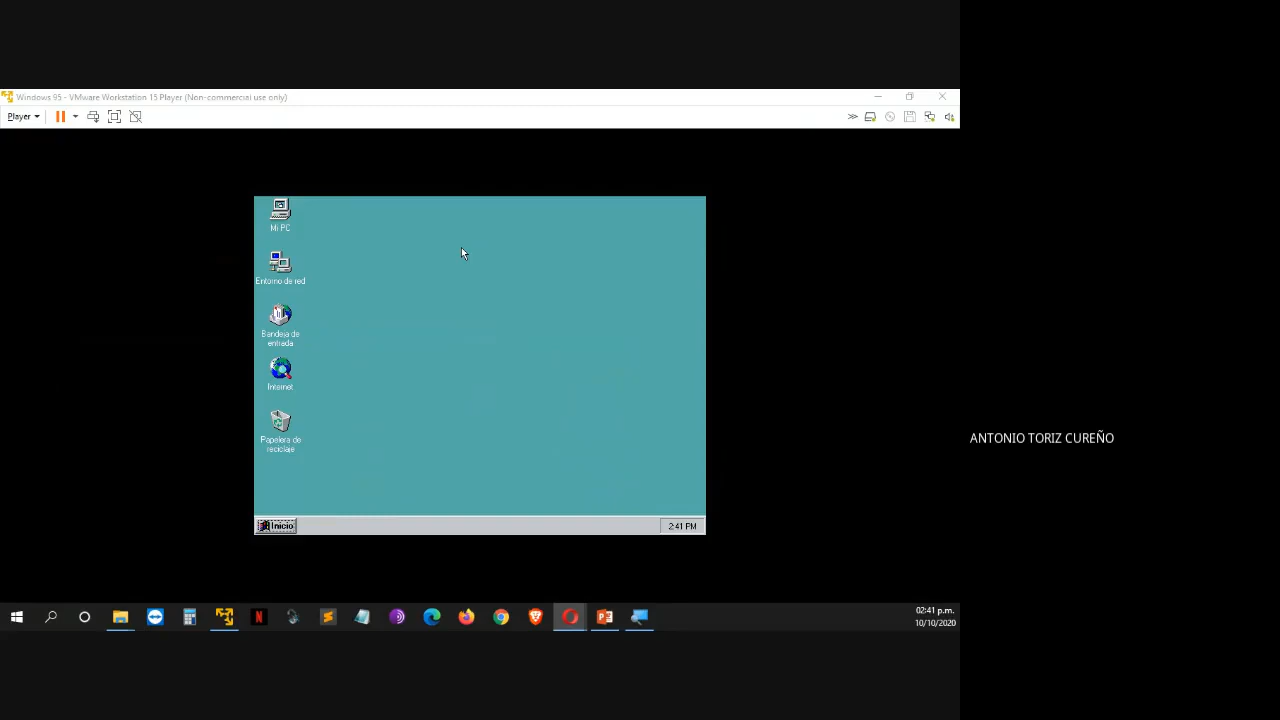 Windows 95 - VMware Workstation 15 Player (Non-commercial use only)
Player
Mi PC
Entorno de red
Bandeja de
entrada
Internet
Papelera de
reciclaje
Inicio
2:41 PM
ANTONIO TORIZ CUREÑO
02:41 p.m.
10/10/2020